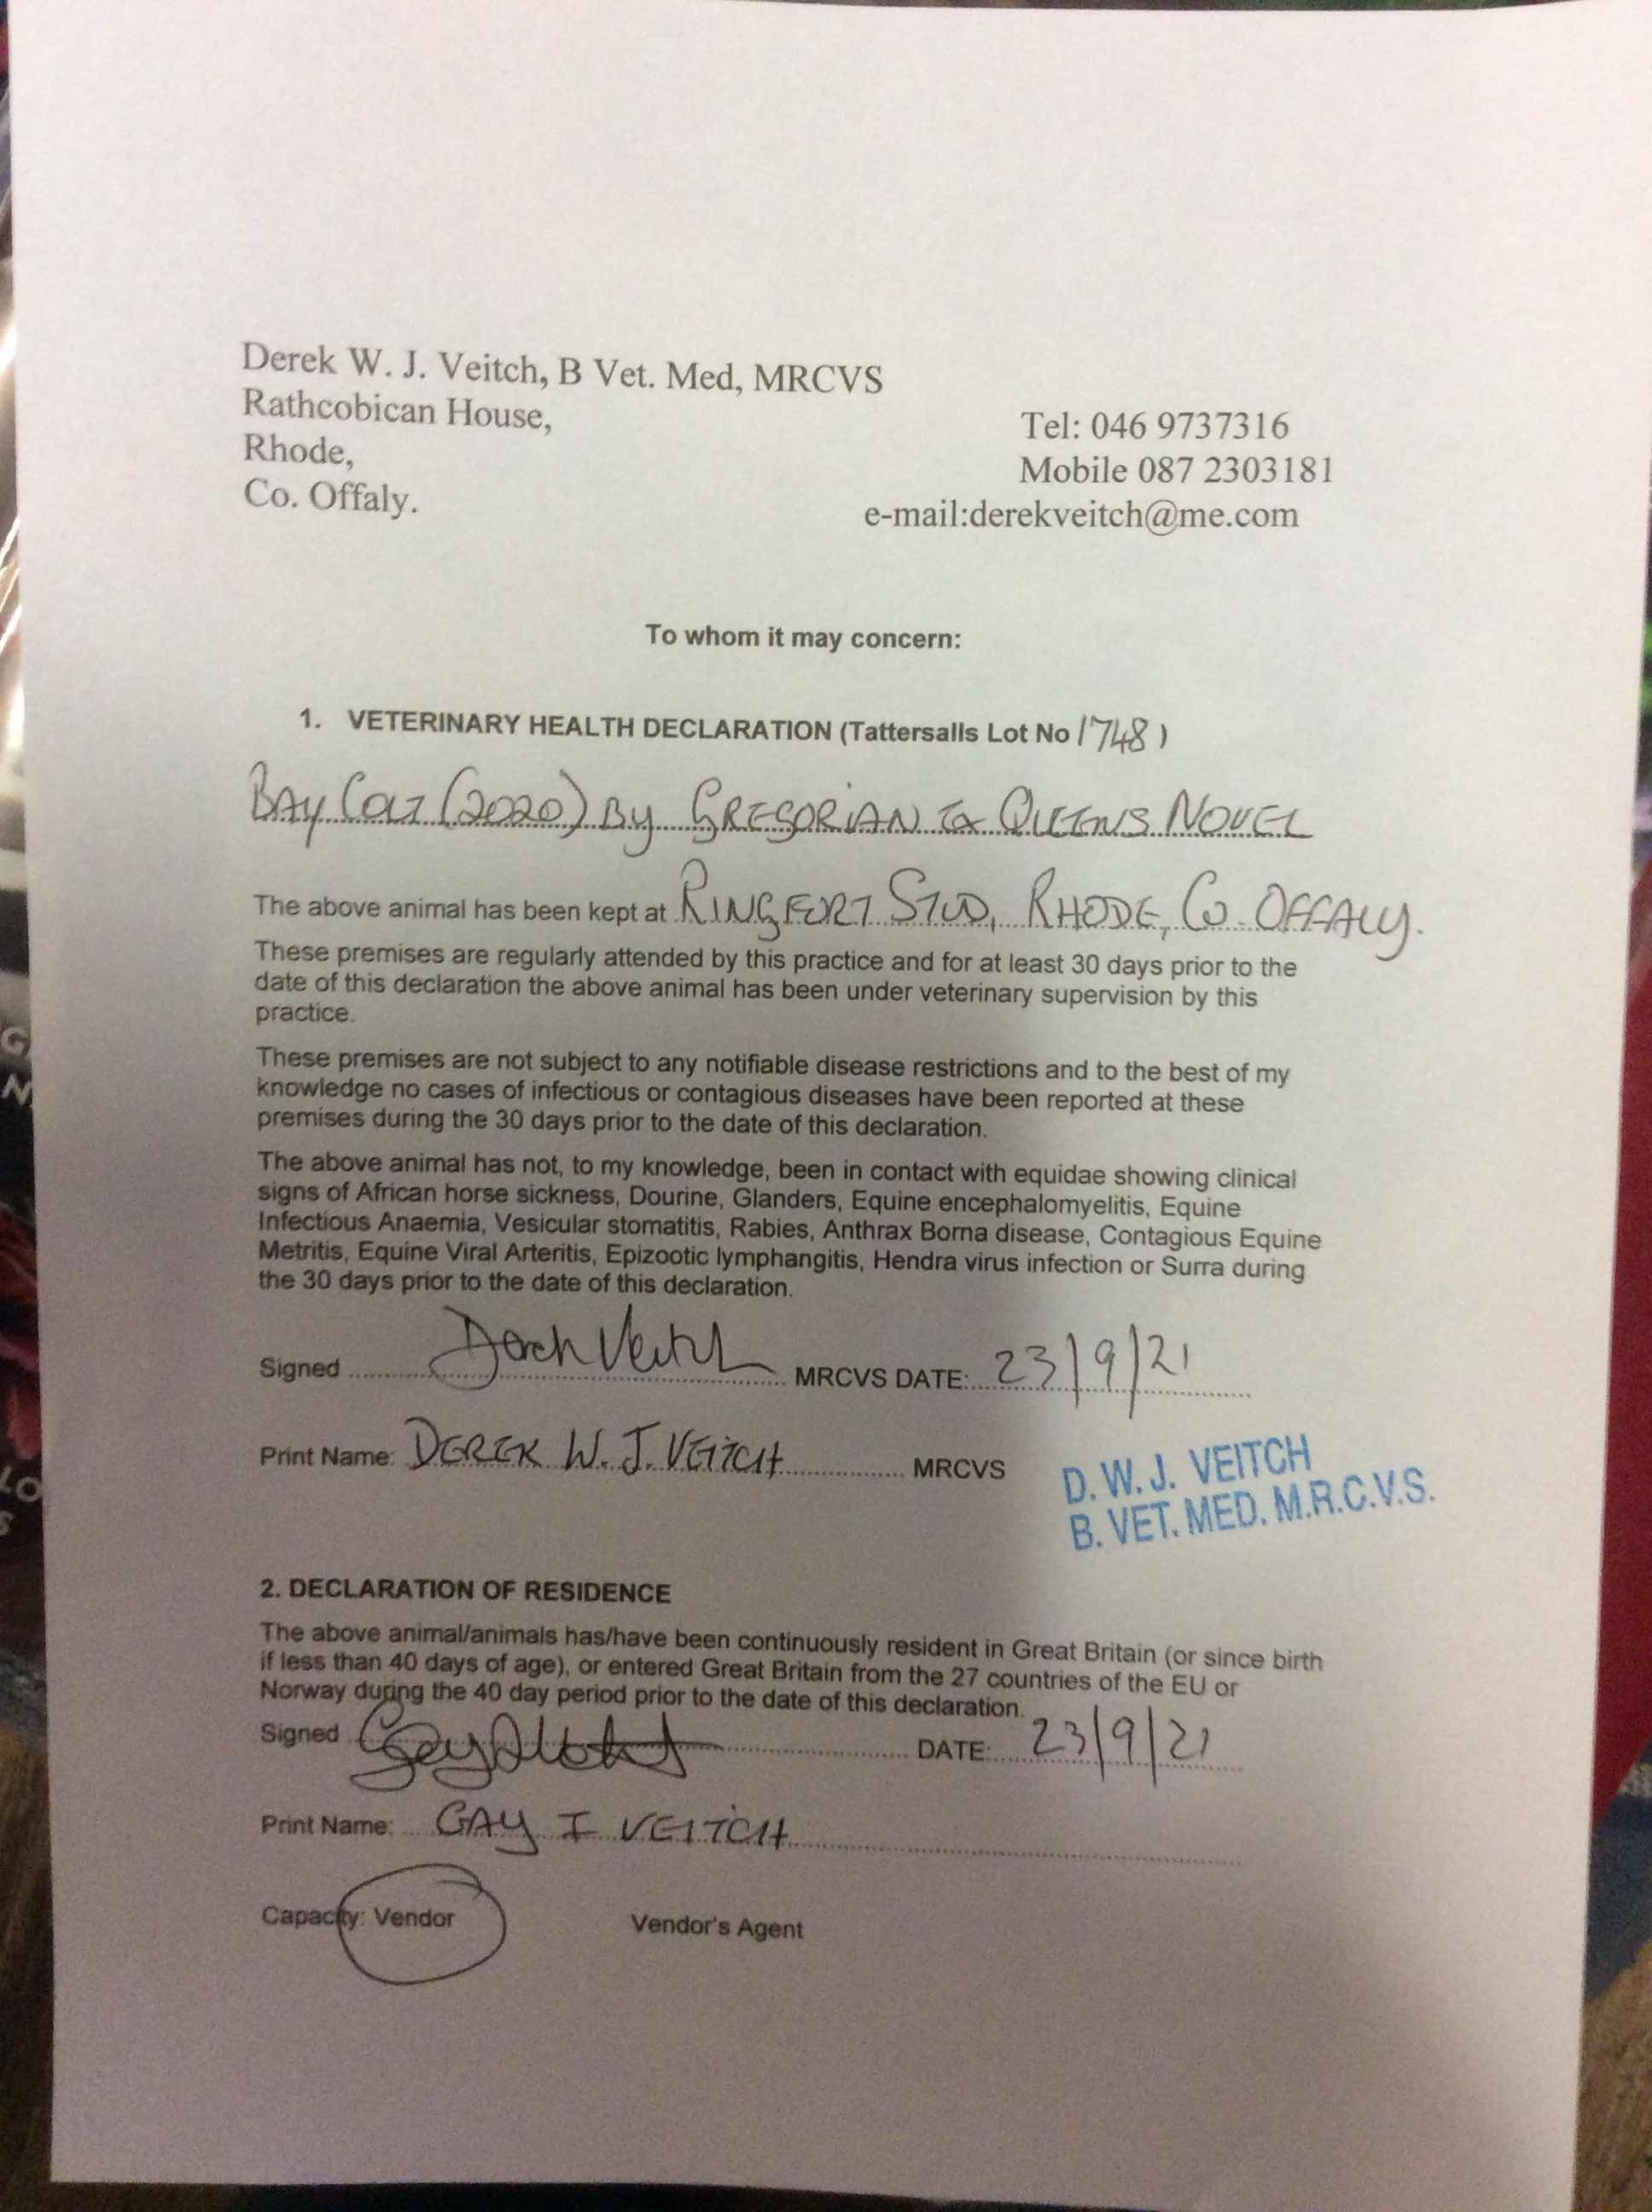 Derek W. J. Veitch, B Vet. Med, MRCVS
Rathcobican House,
Rhode,
Co. Offaly.
Tel: 046 9737316
Mobile 087 2303181
e-mail:derekveitch@me.com
To whom it may concern:
1. VETERINARY HEALTH DECLARATION (Tattersalls Lot No 1748)
BAY COLT (2020) BY GREGORIAN EX QUEENS NOVEL
The above animal has been kept at RINGFORT STUD, RHODE, CO. OFFALY.
These premises are regularly attended by this practice and for at least 30 days prior to the
date of this declaration the above animal has been under veterinary supervision by this
practice.
These premises are not subject to any notifiable disease restrictions and to the best of my
knowledge no cases of infectious or contagious diseases have been reported at these
premises during the 30 days prior to the date of this declaration.
The above animal has not, to my knowledge, been in contact with equidae showing clinical
signs of African horse sickness, Dourine, Glanders, Equine encephalomyelitis, Equine
Infectious Anaemia, Vesicular stomatitis, Rabies, Anthrax Borna disease, Contagious Equine
Metritis, Equine Viral Arteritis, Epizootic lymphangitis, Hendra virus infection or Surra during
the 30 days prior to the date of this declaration.
Signed Derek Veitch MRCVS DATE: 23/9/21
Print Name: DEREK W. J. VEITCH MRCVS
D. W. J. VEITCH
B. VET. MED. M.R.C.V.S.
2. DECLARATION OF RESIDENCE
The above animal/animals has/have been continuously resident in Great Britain (or since birth
if less than 40 days of age), or entered Great Britain from the 27 countries of the EU or
Norway during the 40 day period prior to the date of this declaration.
Signed Gay Veitch DATE: 23/9/21
Print Name: GAY I VEITCH
Capacity: Vendor Vendor's Agent